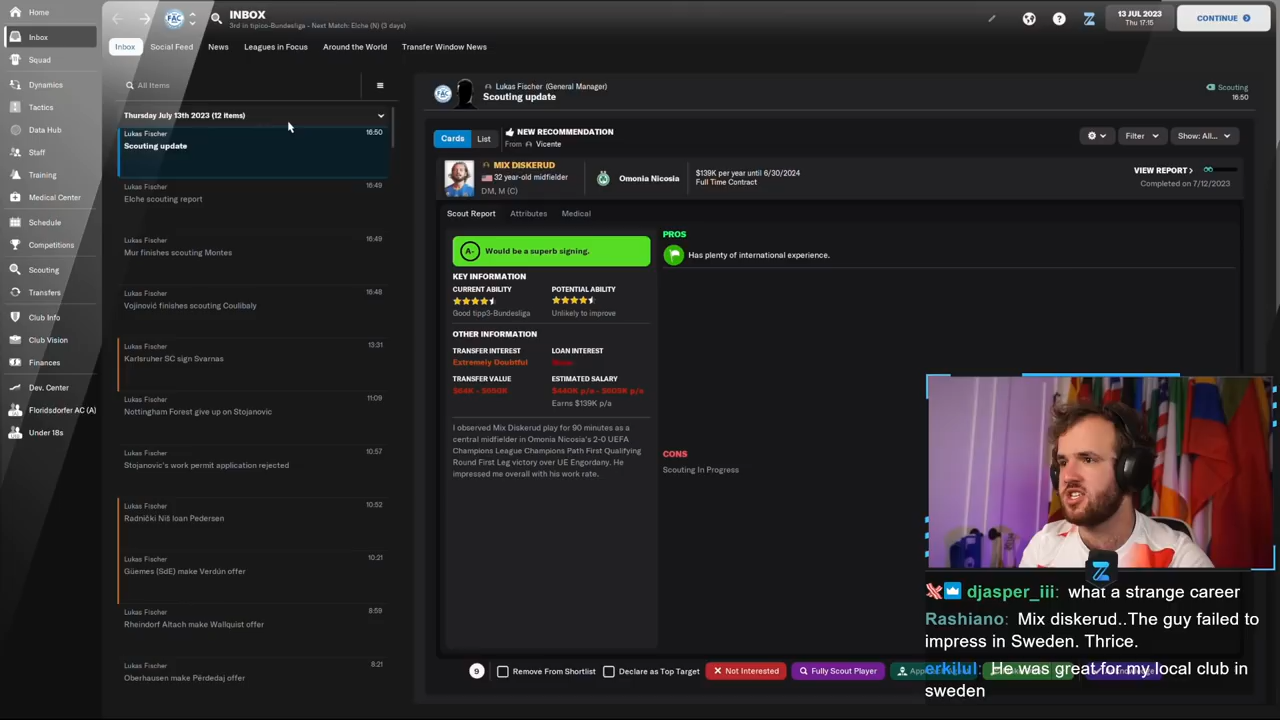 Home
Inbox
Squad
Dynamics
Tactics
Data Hub
Staff
Training
Medical Center
Schedule
Competitions
Scouting
Transfers
Club Info
Club Vision
Finances
Dev. Center
Floridsdorfer AC (A)
Under 18s
FAC
INBOX
3rd in tipico-Bundesliga - Next Match: Elche (N) (3 days)
13 JUL 2023
Thu 17:15
CONTINUE
Inbox
Social Feed
News
Leagues in Focus
Around the World
Transfer Window News
All Items
Thursday July 13th 2023 (12 Items)
Lukas Fischer
16:50
Scouting update
Lukas Fischer
16:49
Elche scouting report
Lukas Fischer
16:49
Mur finishes scouting Montes
Lukas Fischer
16:48
Vojinović finishes scouting Coulibaly
Lukas Fischer
13:31
Karlsruher SC sign Svarnas
Lukas Fischer
11:09
Nottingham Forest give up on Stojanovic
Lukas Fischer
10:57
Stojanovic's work permit application rejected
Lukas Fischer
10:52
Radnički Niš loan Pedersen
Lukas Fischer
10:21
Güemes (SdE) make Verdún offer
Lukas Fischer
8:59
Rheindorf Altach make Wallquist offer
Lukas Fischer
8:21
Oberhausen make Përdedaj offer
FAC
Lukas Fischer (General Manager)
Scouting update
Scouting
16:50
Cards
List
NEW RECOMMENDATION
From Vicente
Filter
Show: All...
MIX DISKERUD
32 year-old midfielder
DM, M (C)
Omonia Nicosia
$139K per year until 6/30/2024
Full Time Contract
VIEW REPORT >
Completed on 7/12/2023
Scout Report
Attributes
Medical
A-
Would be a superb signing.
KEY INFORMATION
CURRENT ABILITY
POTENTIAL ABILITY
Good tipp3-Bundesliga
Unlikely to improve
OTHER INFORMATION
TRANSFER INTEREST
LOAN INTEREST
Extremely Doubtful
TRANSFER VALUE
ESTIMATED SALARY
Earns $139K p/a
I observed Mix Diskerud play for 90 minutes as a
central midfielder in Omonia Nicosia's 2-0 UEFA
Champions League Champions Path First Qualifying
Round First Leg victory over UE Engordany. He
impressed me overall with his work rate.
PROS
Has plenty of international experience.
CONS
Scouting In Progress
9
Remove From Shortlist
Declare as Top Target
Not Interested
Fully Scout Player
djasper_iii: what a strange career
Rashiano: Mix diskerud..The guy failed to
impress in Sweden. Thrice.
erkilul: He was great for my local club in
sweden